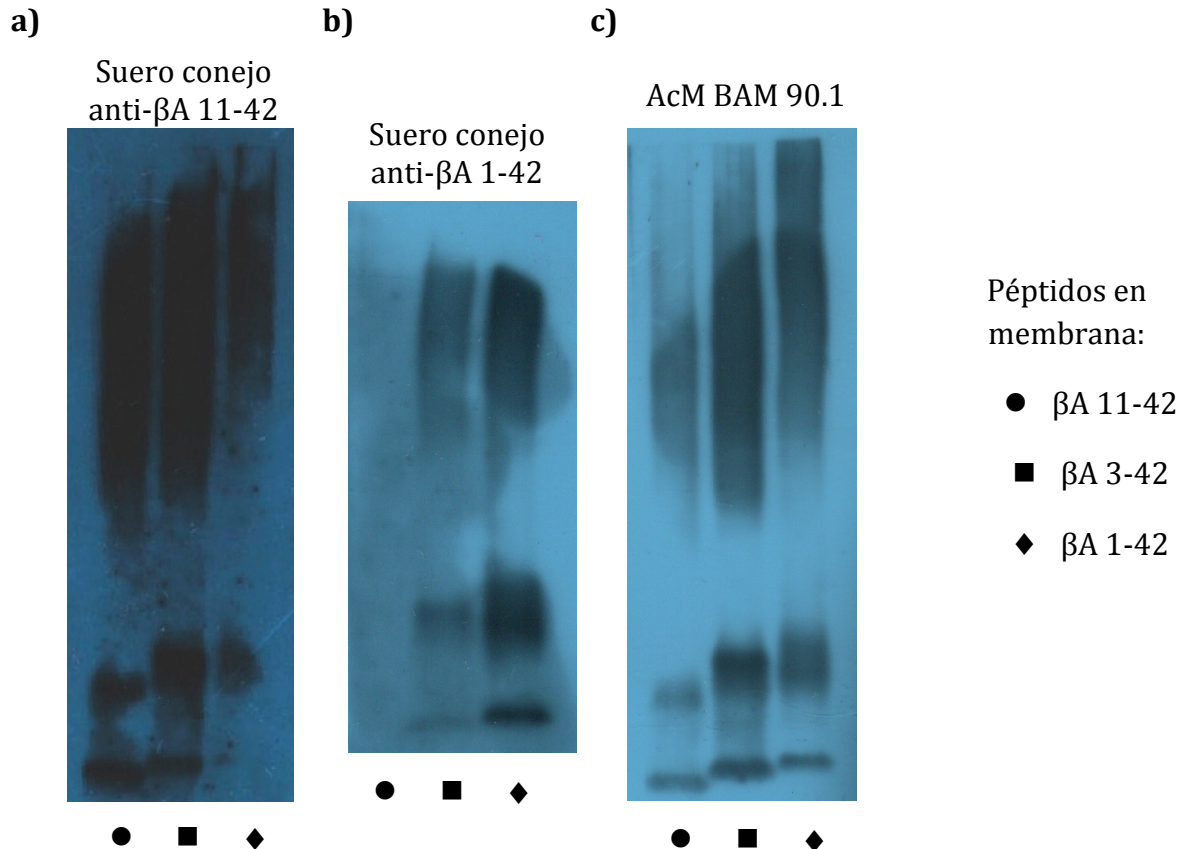 a)
Suero conejo
anti-βA 11-42
b)
Suero conejo
anti-βA 1-42
c)
AcM BAM 90.1
Péptidos en
membrana:
● βA 11-42
■ βA 3-42
♦ βA 1-42
● ■ ♦
● ■ ♦
● ■ ♦